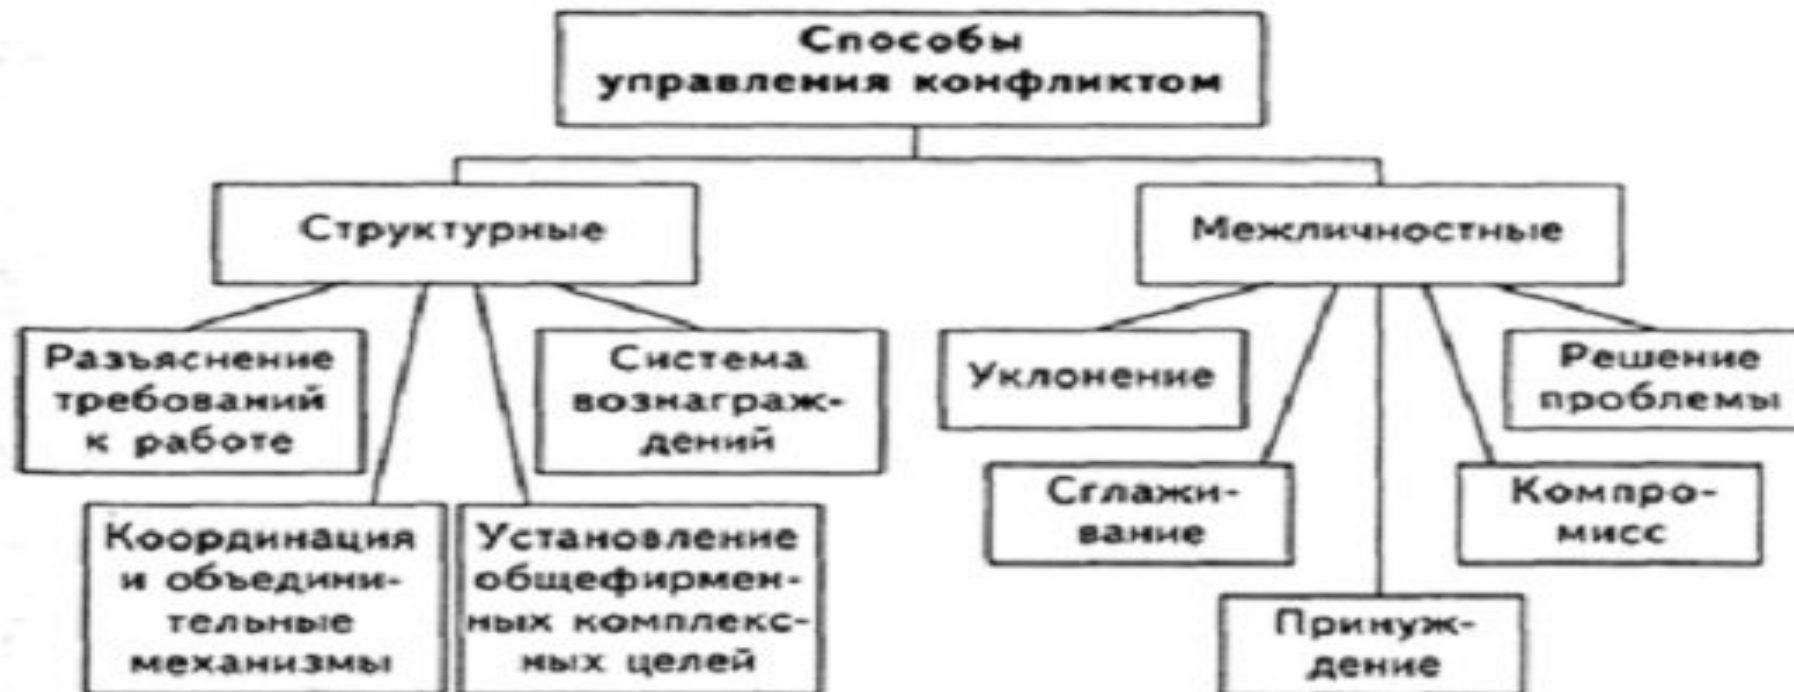 Способы
управления конфликтом
Структурные
Межличностные
Разъяснение
требований
к работе
Система
вознаграж-
дений
Уклонение
Решение
проблемы
Сглажи-
вание
Компро-
мисс
Координация
и объедини-
тельные
механизмы
Установление
общефирмен-
ных комплекс-
ных целей
Принуж-
дение